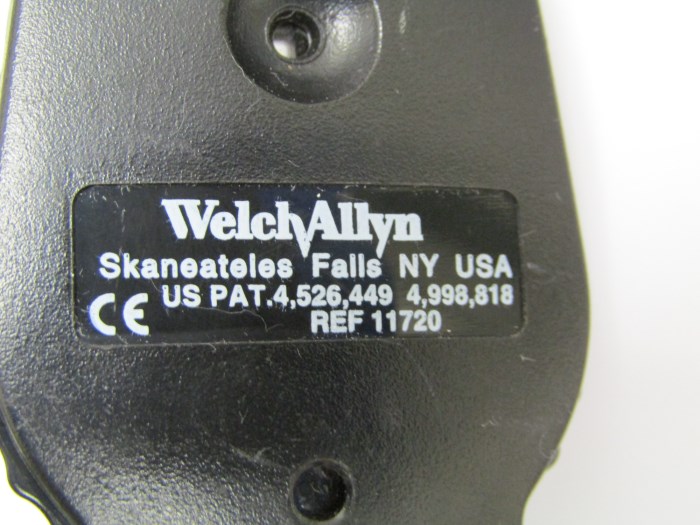 WelchAllyn
Skaneateles Falls NY USA
CE US PAT.4,526,449 4,998,818
REF 11720